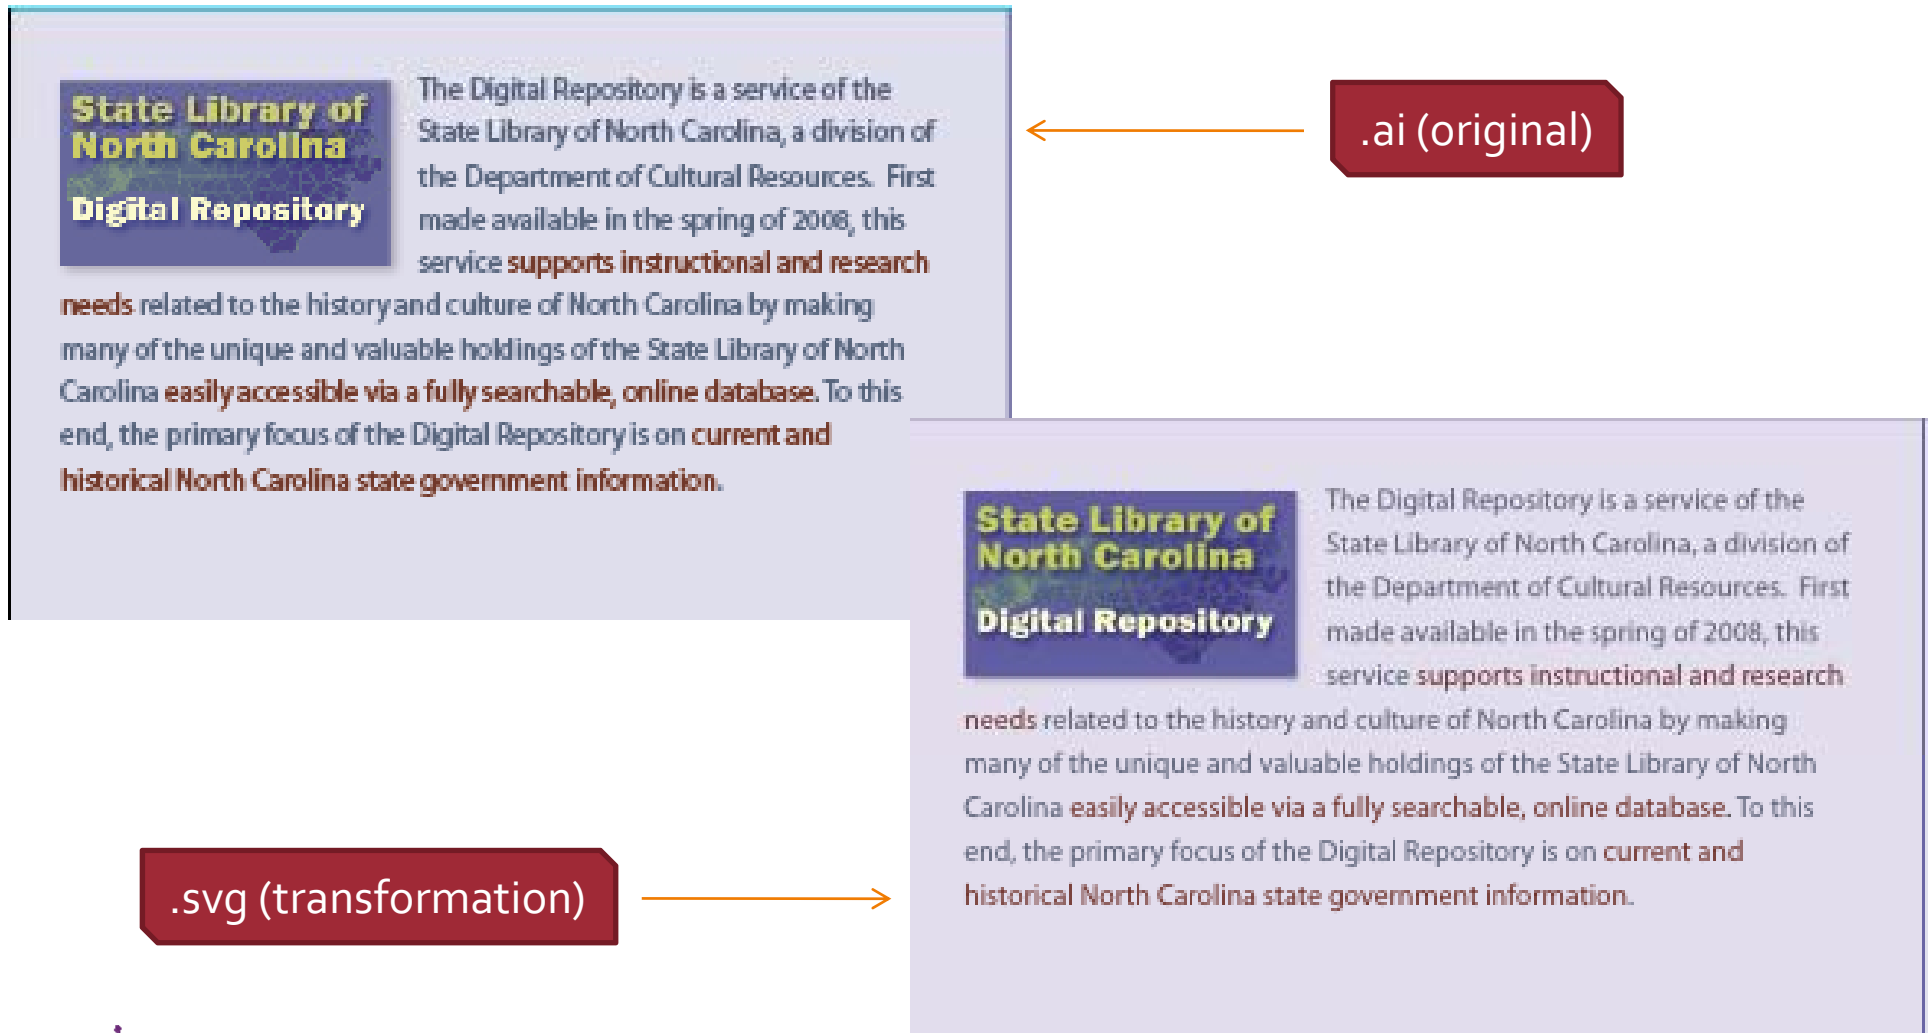 State Library of
North Carolina
Digital Repository
The Digital Repository is a service of the
State Library of North Carolina, a division of
the Department of Cultural Resources.  First
made available in the spring of 2008, this
service supports instructional and research
needs related to the history and culture of North Carolina by making
many of the unique and valuable holdings of the State Library of North
Carolina easily accessible via a fully searchable, online database. To this
end, the primary focus of the Digital Repository is on current and
historical North Carolina state government information.
.ai (original)
State Library of
North Carolina
Digital Repository
The Digital Repository is a service of the
State Library of North Carolina, a division of
the Department of Cultural Resources.  First
made available in the spring of 2008, this
service supports instructional and research
needs related to the history and culture of North Carolina by making
many of the unique and valuable holdings of the State Library of North
Carolina easily accessible via a fully searchable, online database. To this
end, the primary focus of the Digital Repository is on current and
historical North Carolina state government information.
.svg (transformation)